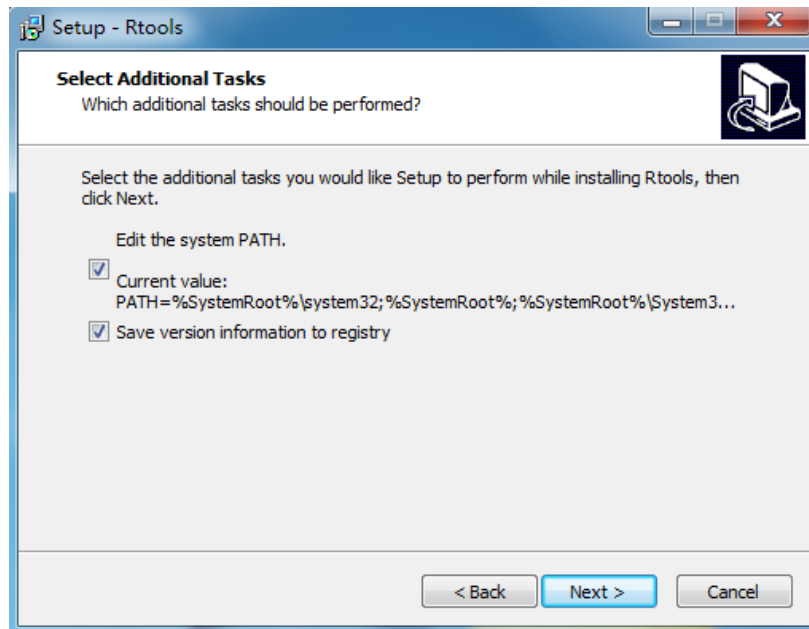 Setup - Rtools
Select Additional Tasks
Which additional tasks should be performed?
Select the additional tasks you would like Setup to perform while installing Rtools, then
click Next.
Edit the system PATH.
Current value:
PATH=%SystemRoot%\system32;%SystemRoot%;%SystemRoot%\System3...
Save version information to registry
< Back
Next >
Cancel